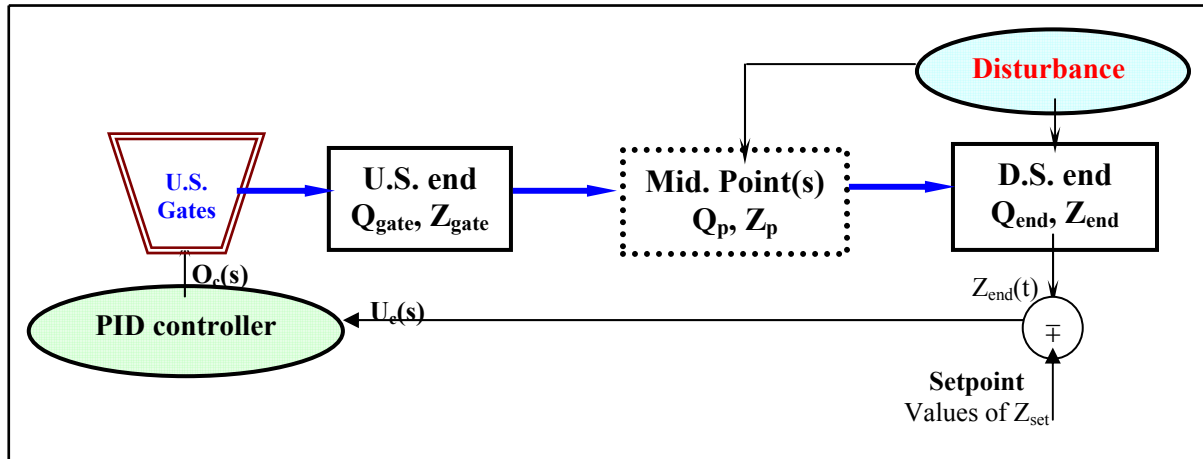 Disturbance
U.S.
Gates
U.S. end
Qgate, Zgate
Mid. Point(s)
Qp, Zp
D.S. end
Qend, Zend
Oc(s)
PID controller
Ue(s)
Zend(t)
∓
Setpoint
Values of Zset